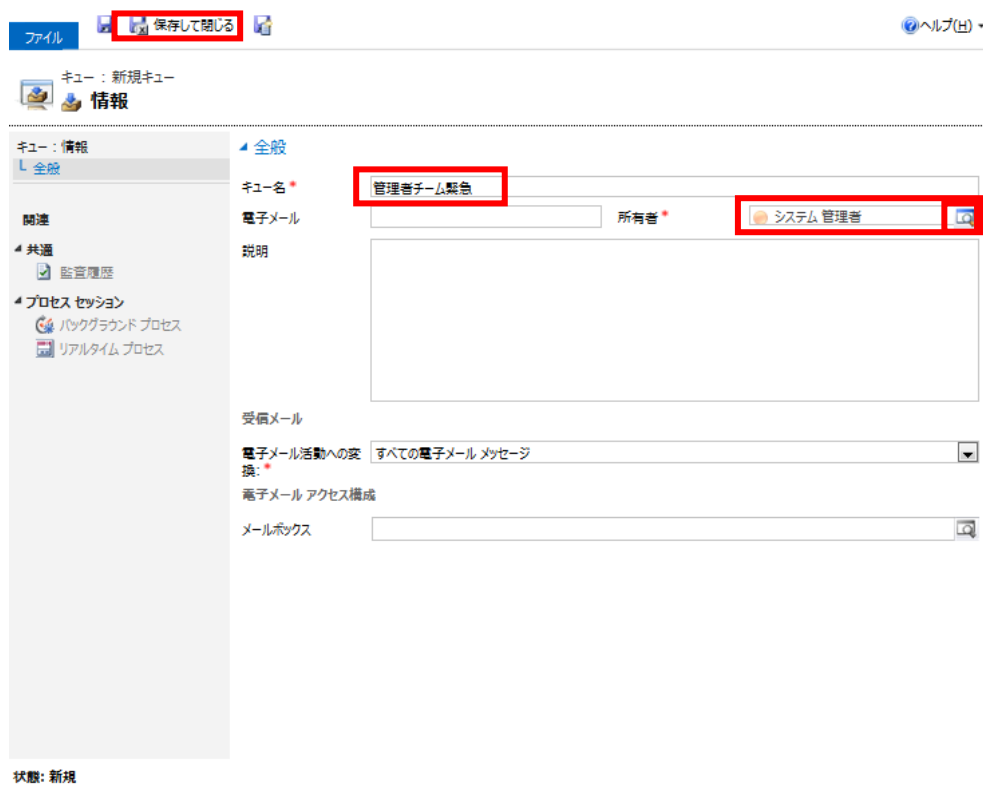 ファイル
保存して閉じる
ヘルプ(H)
キュー : 新規キュー
情報
キュー : 情報
全般
関連
共通
監査履歴
プロセス セッション
バックグラウンド プロセス
リアルタイム プロセス
全般
キュー名 * 管理者チーム緊急
電子メール 所有者 * システム 管理者
説明
受信メール
電子メール活動への変 すべての電子メール メッセージ
換: *
電子メール アクセス構成
メールボックス
状態: 新規